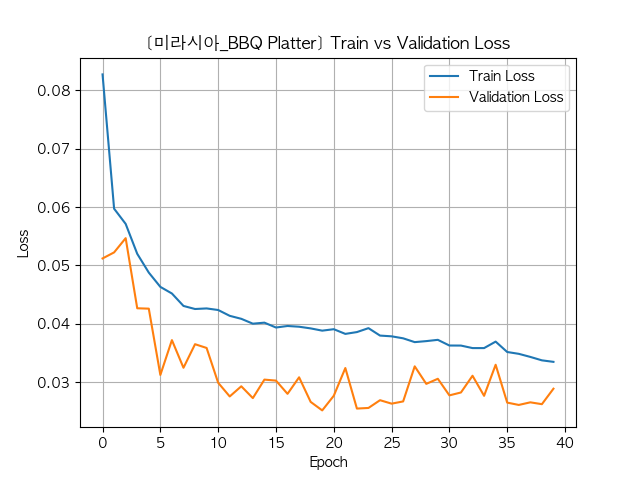 [미라시아_BBQ Platter] Train vs Validation Loss
Train Loss
Validation Loss
Loss
0.08
0.07
0.06
0.05
0.04
0.03
0 5 10 15 20 25 30 35 40
Epoch